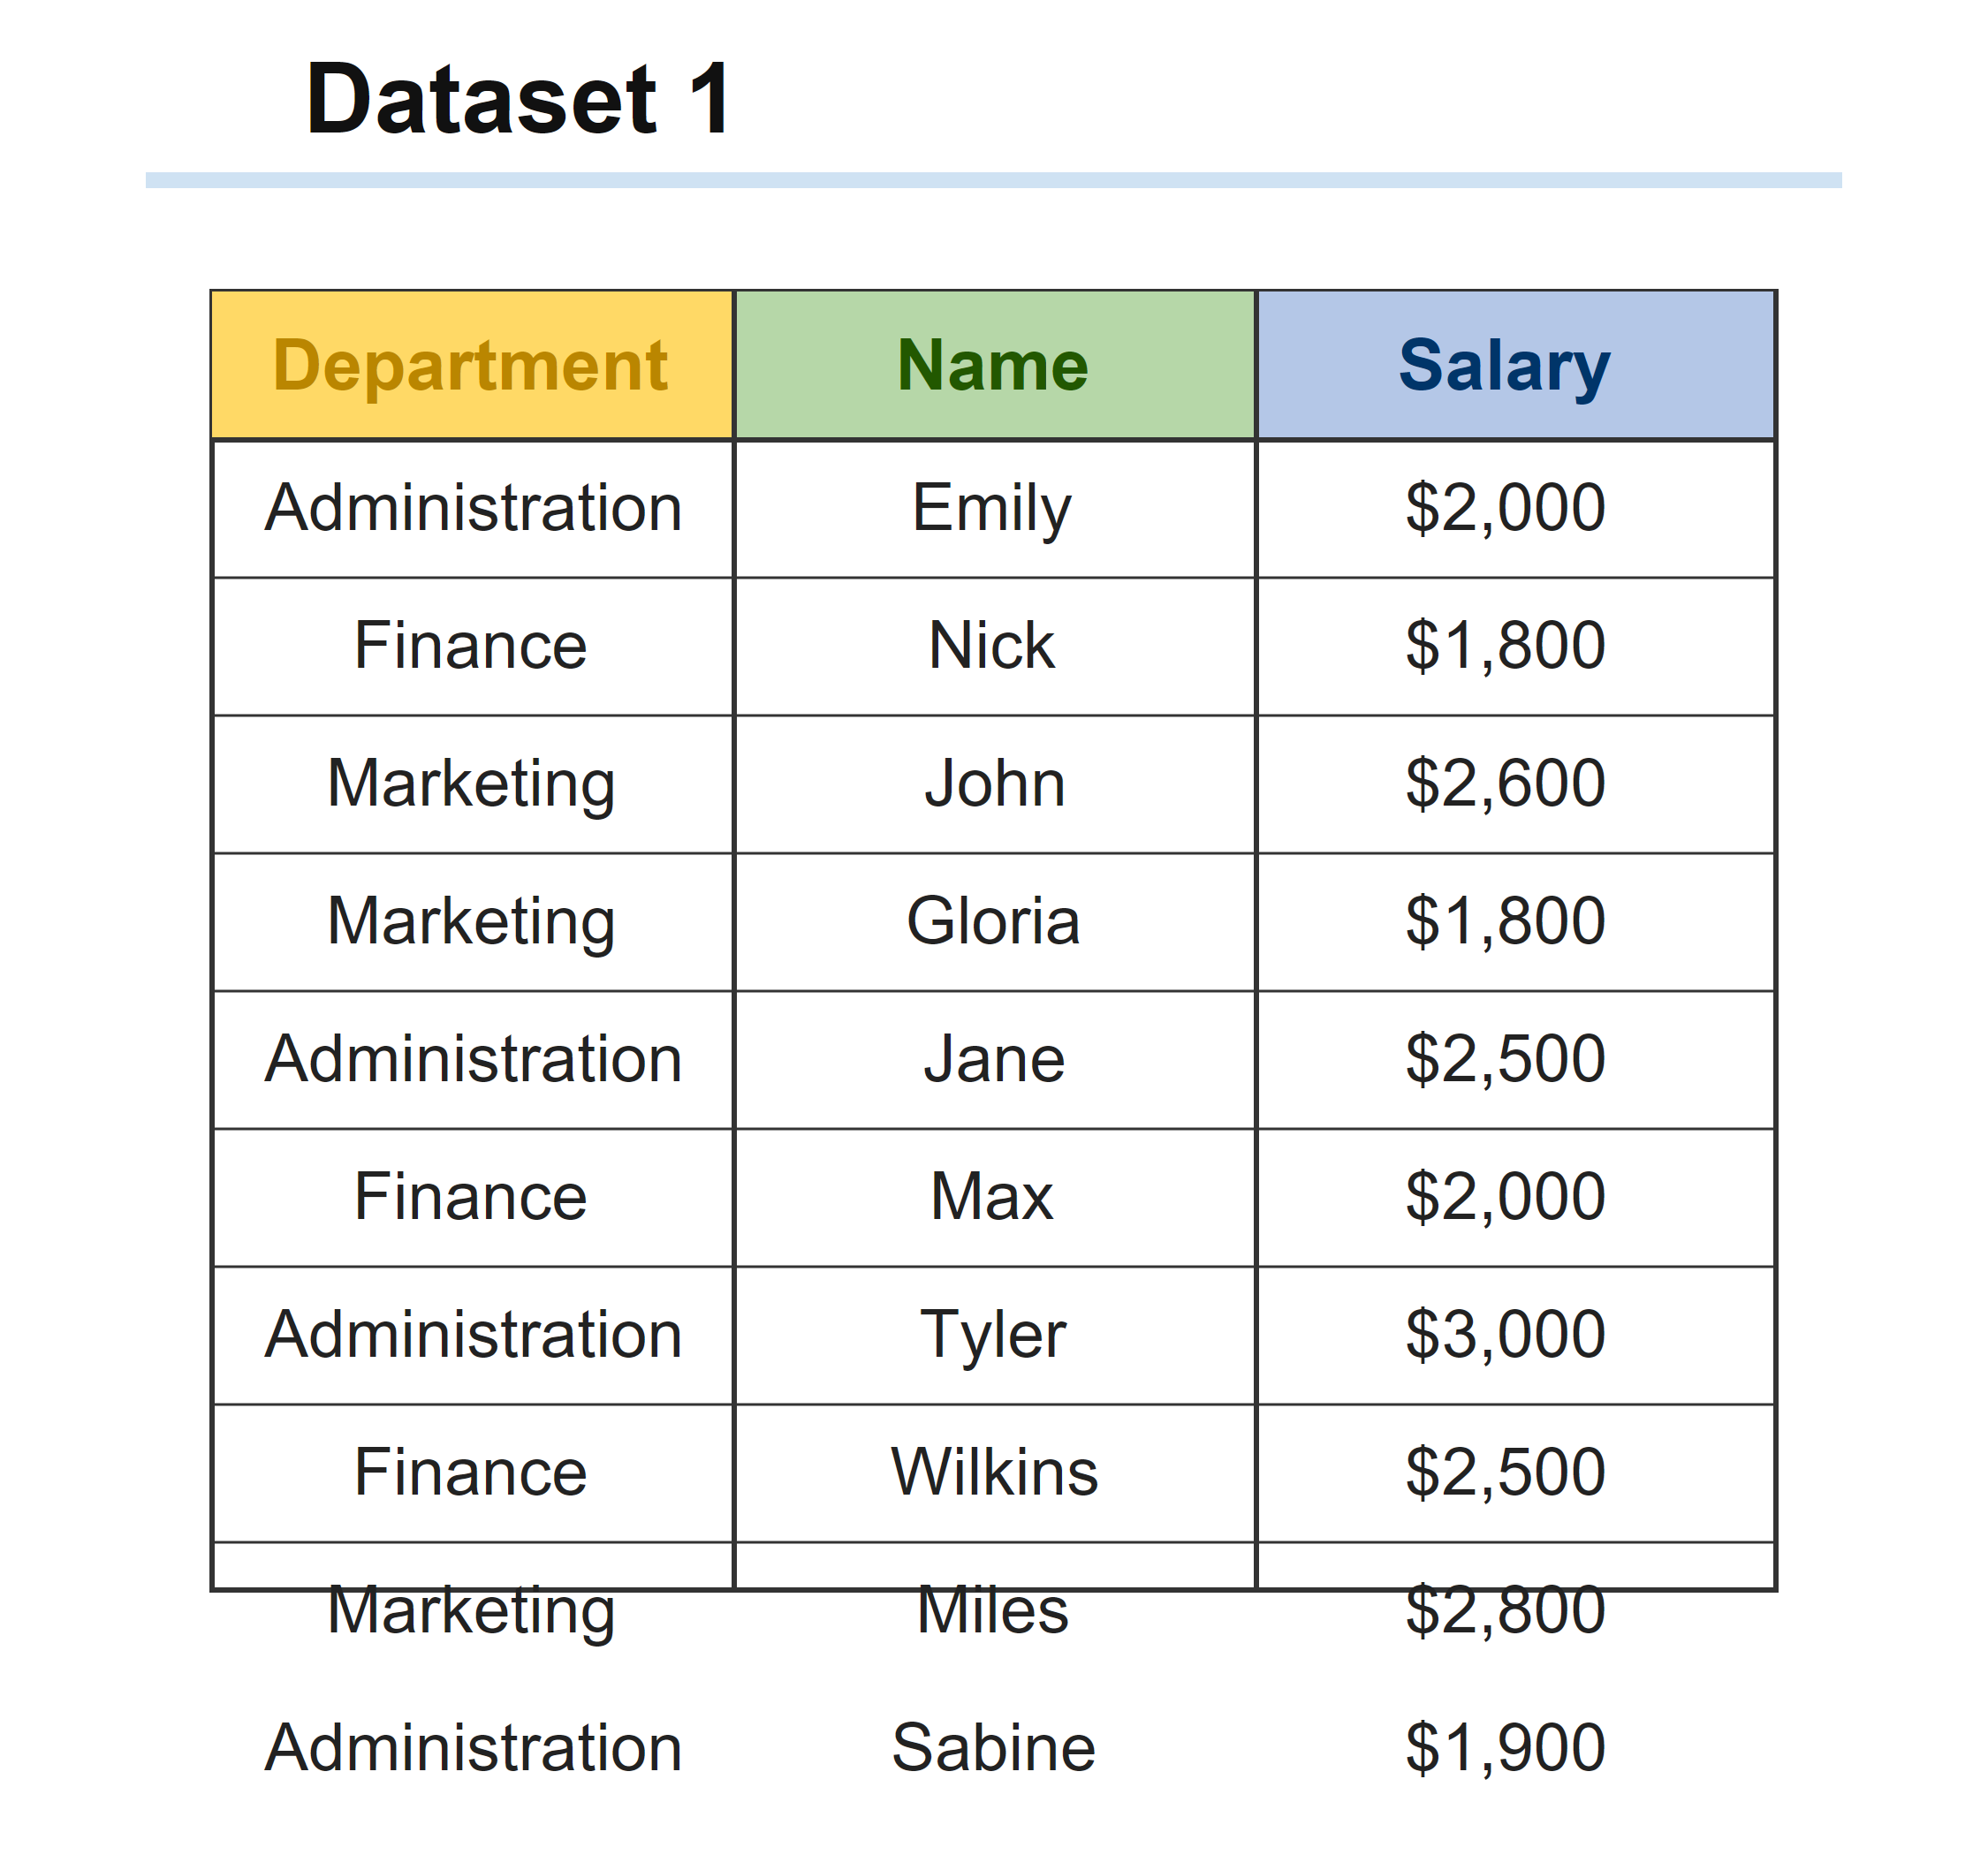 Dataset 1
Department Name Salary
Administration Emily $2,000
Finance Nick $1,800
Marketing John $2,600
Marketing Gloria $1,800
Administration Jane $2,500
Finance Max $2,000
Administration Tyler $3,000
Finance Wilkins $2,500
Marketing Miles $2,800
Administration Sabine $1,900